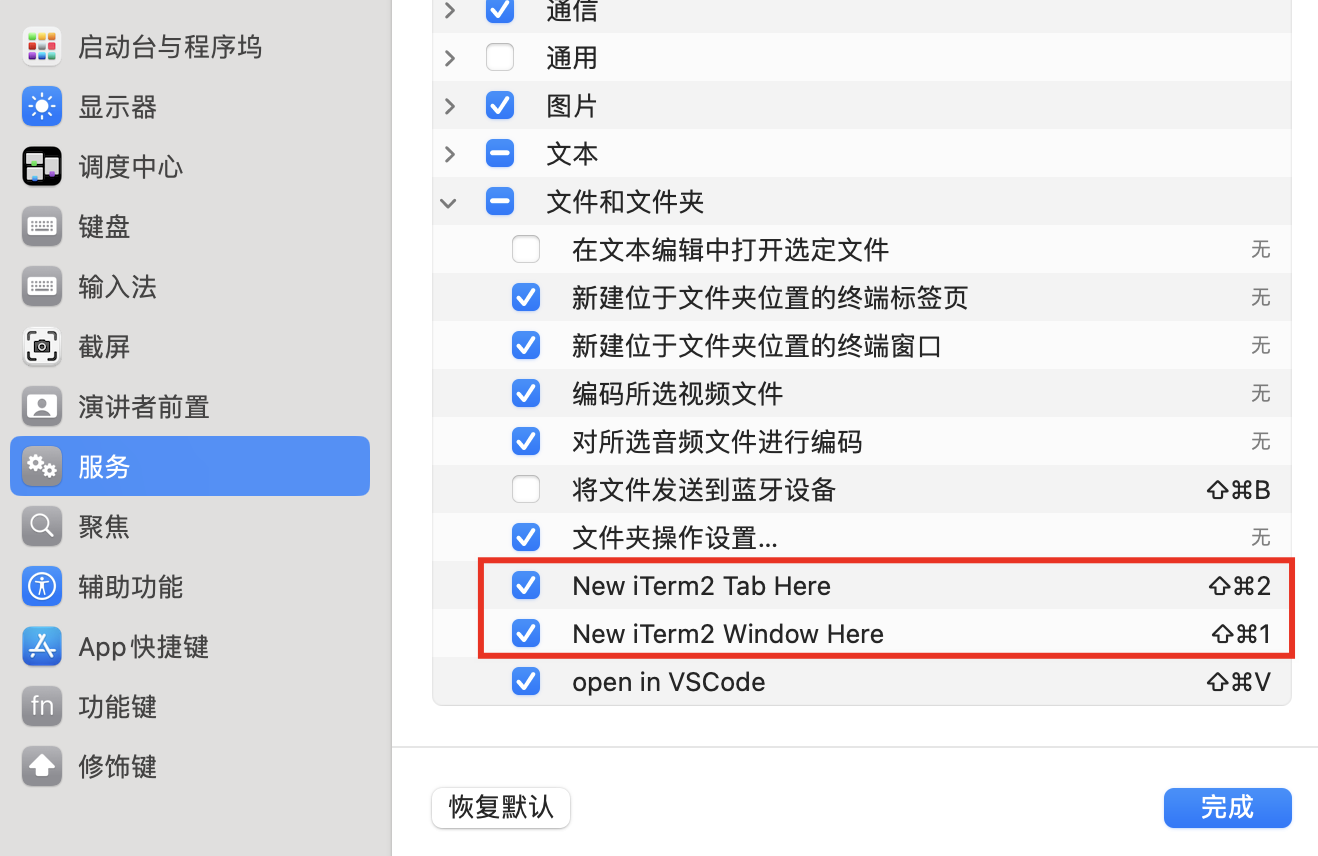 启动台与程序坞
显示器
调度中心
键盘
输入法
截屏
演讲者前置
服务
聚焦
辅助功能
App快捷键
fn 功能键
修饰键
通信
通用
图片
文本
文件和文件夹
在文本编辑中打开选定文件 无
新建位于文件夹位置的终端标签页 无
新建位于文件夹位置的终端窗口 无
编码所选视频文件 无
对所选音频文件进行编码 无
将文件发送到蓝牙设备 ⇧⌘B
文件夹操作设置... 无
New iTerm2 Tab Here ⇧⌘2
New iTerm2 Window Here ⇧⌘1
open in VSCode ⇧⌘V
恢复默认 完成